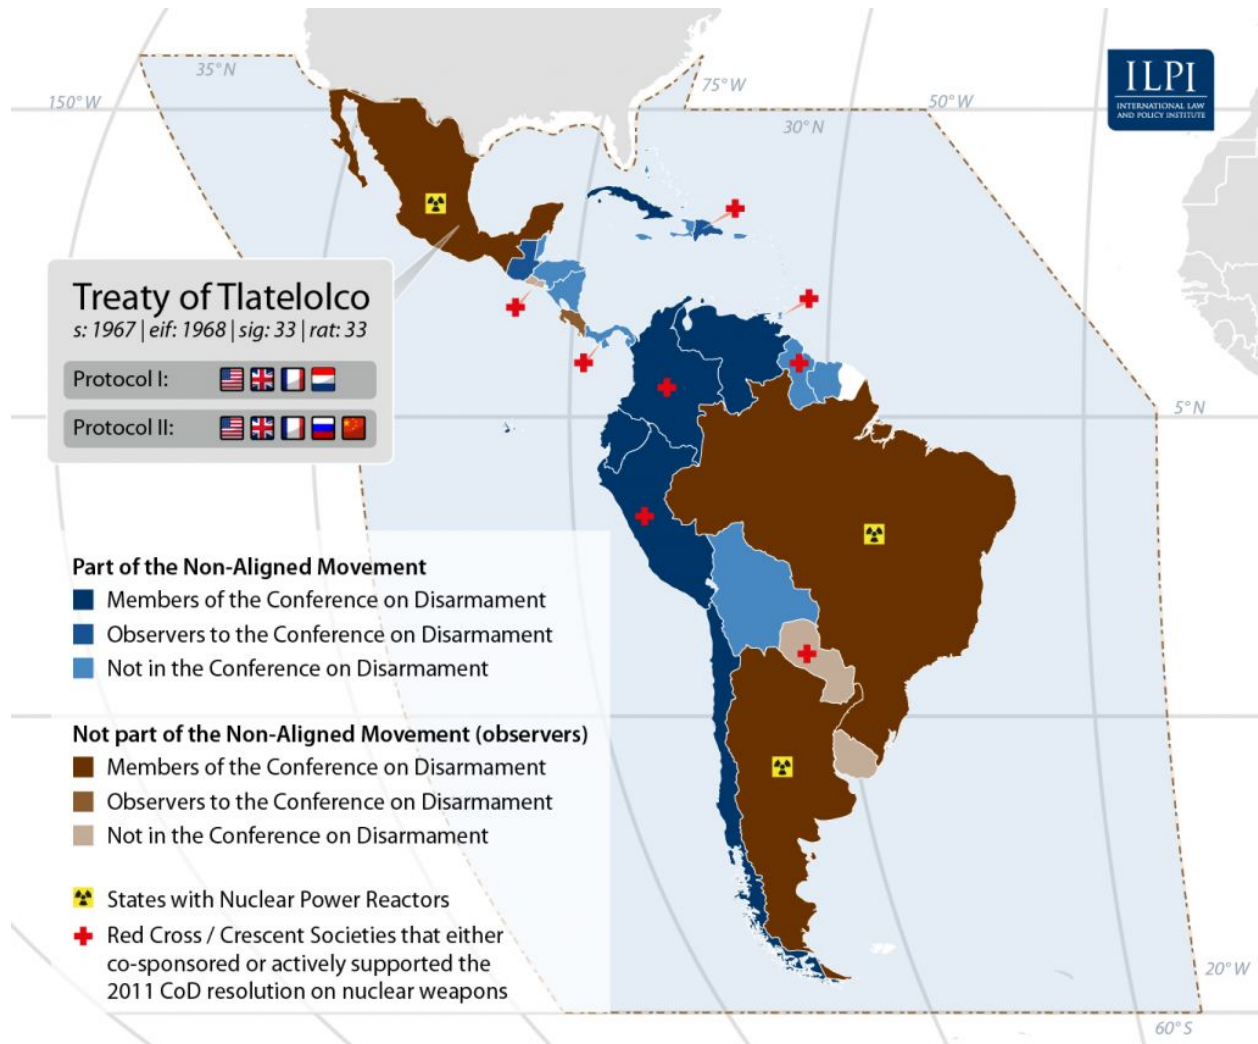 35° N
150° W
75° W
50° W
30° N
ILPI
INTERNATIONAL LAW
AND POLICY INSTITUTE
Treaty of Tlatelolco
s: 1967 | eif: 1968 | sig: 33 | rat: 33
Protocol I:
Protocol II:
5° N
Part of the Non-Aligned Movement
Members of the Conference on Disarmament
Observers to the Conference on Disarmament
Not in the Conference on Disarmament
Not part of the Non-Aligned Movement (observers)
Members of the Conference on Disarmament
Observers to the Conference on Disarmament
Not in the Conference on Disarmament
States with Nuclear Power Reactors
Red Cross / Crescent Societies that either
co-sponsored or actively supported the
2011 CoD resolution on nuclear weapons
20° W
60° S